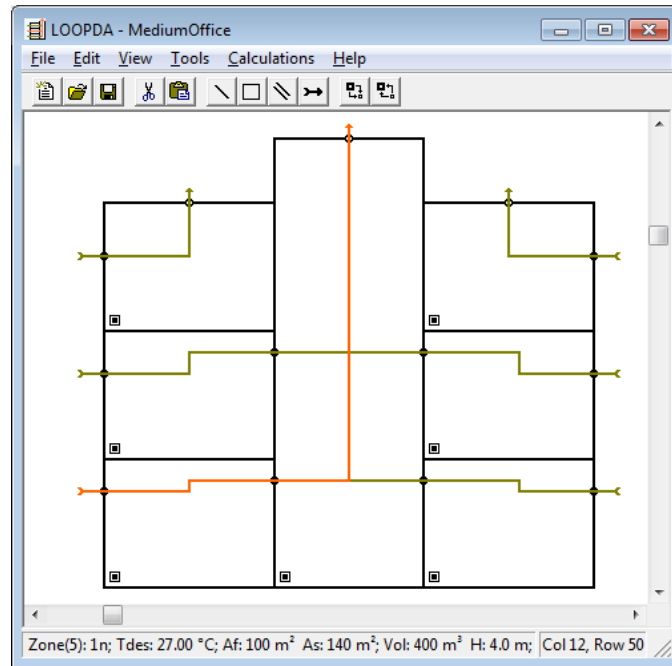 LOOPDA - MediumOffice
File Edit View Tools Calculations Help
Zone(5): 1n; Tdes: 27.00 °C; Af: 100 m² As: 140 m²; Vol: 400 m³ H: 4.0 m; Col 12, Row 50